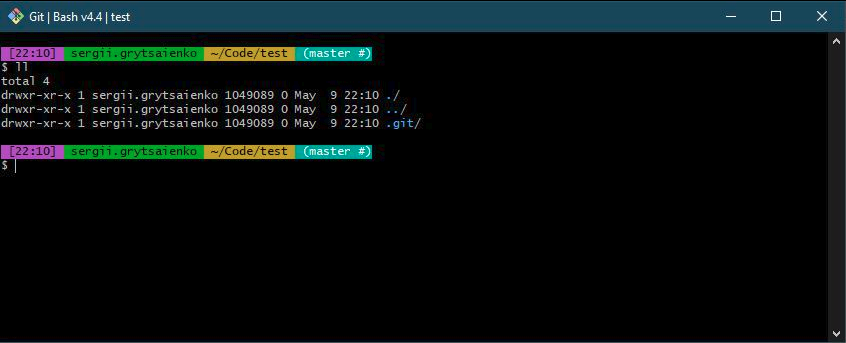 Git | Bash v4.4 | test
[22:10] sergii.grytsaienko ~/Code/test (master #)
$ ll
total 4
drwxr-xr-x 1 sergii.grytsaienko 1049089 0 May  9 22:10 ./
drwxr-xr-x 1 sergii.grytsaienko 1049089 0 May  9 22:10 ../
drwxr-xr-x 1 sergii.grytsaienko 1049089 0 May  9 22:10 .git/
[22:10] sergii.grytsaienko ~/Code/test (master #)
$